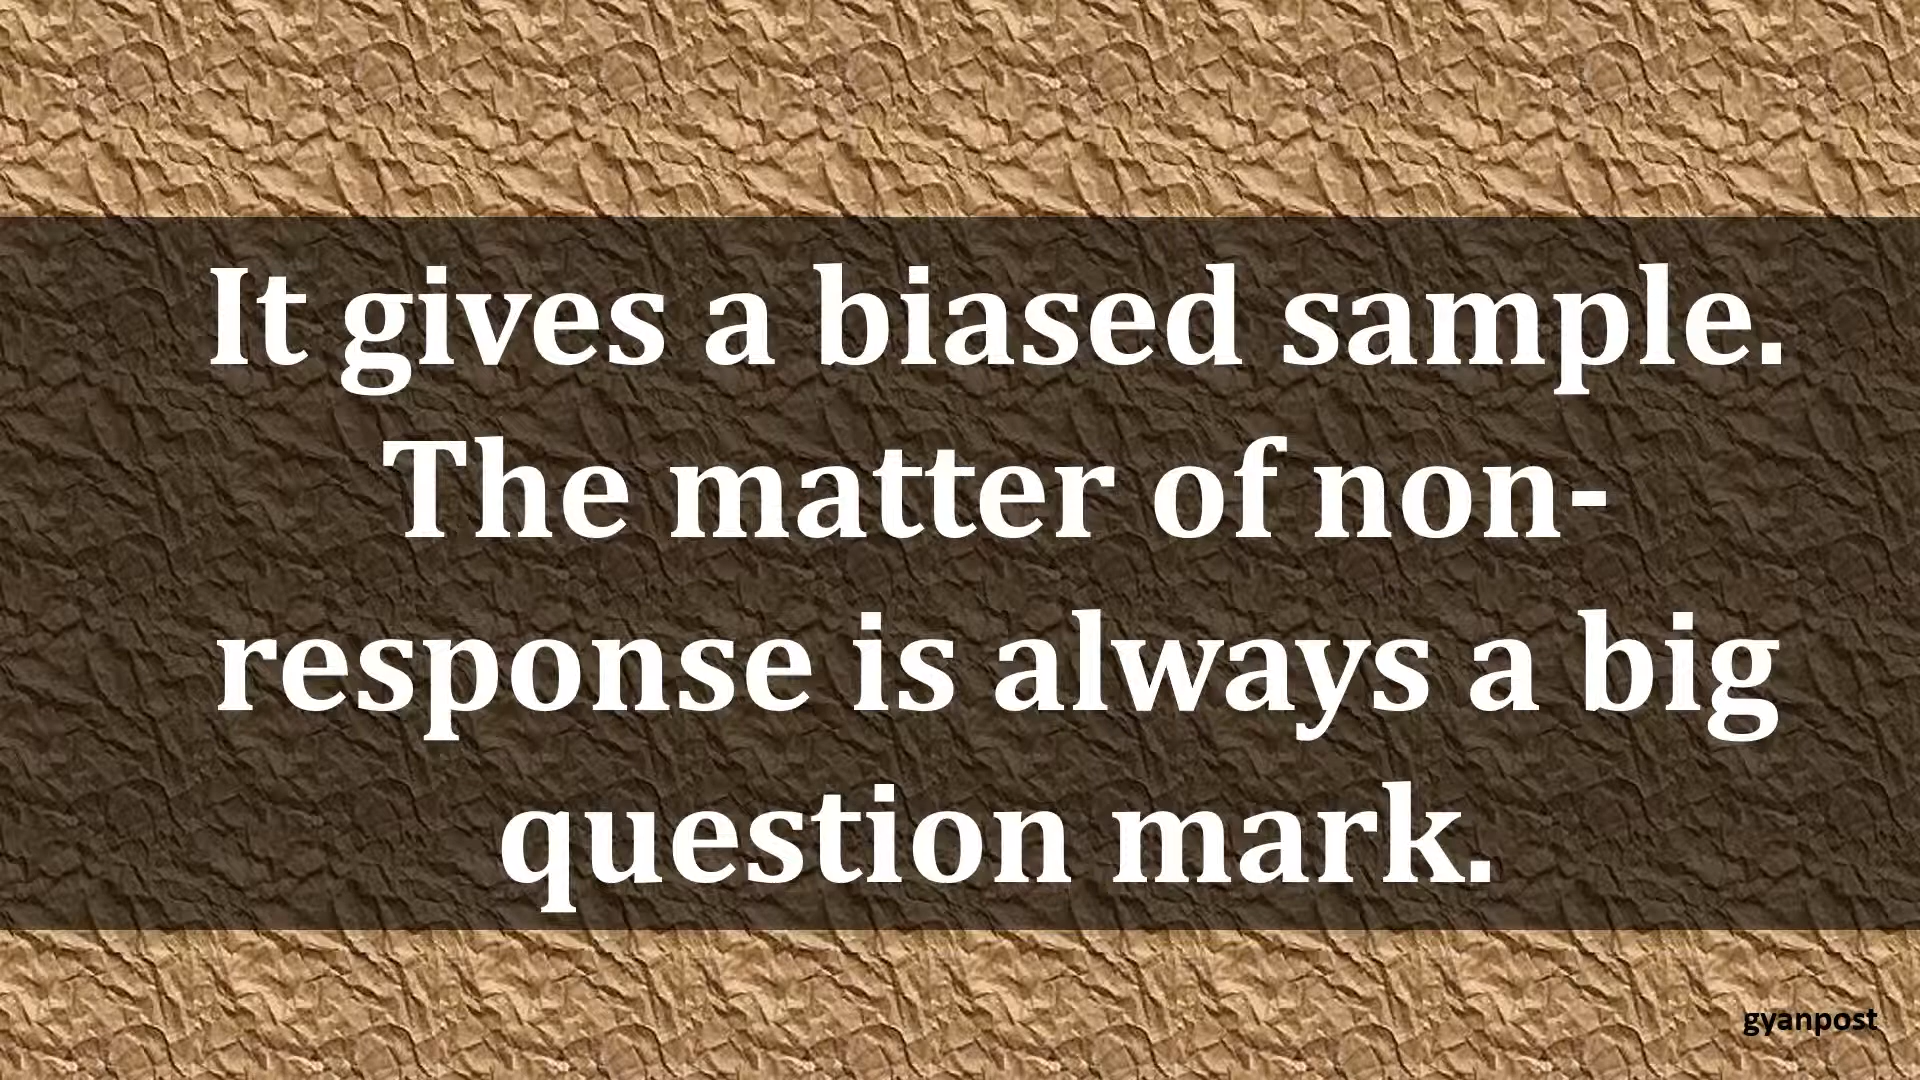 It gives a biased sample.
The matter of non-
response is always a big
question mark.
gyanpost